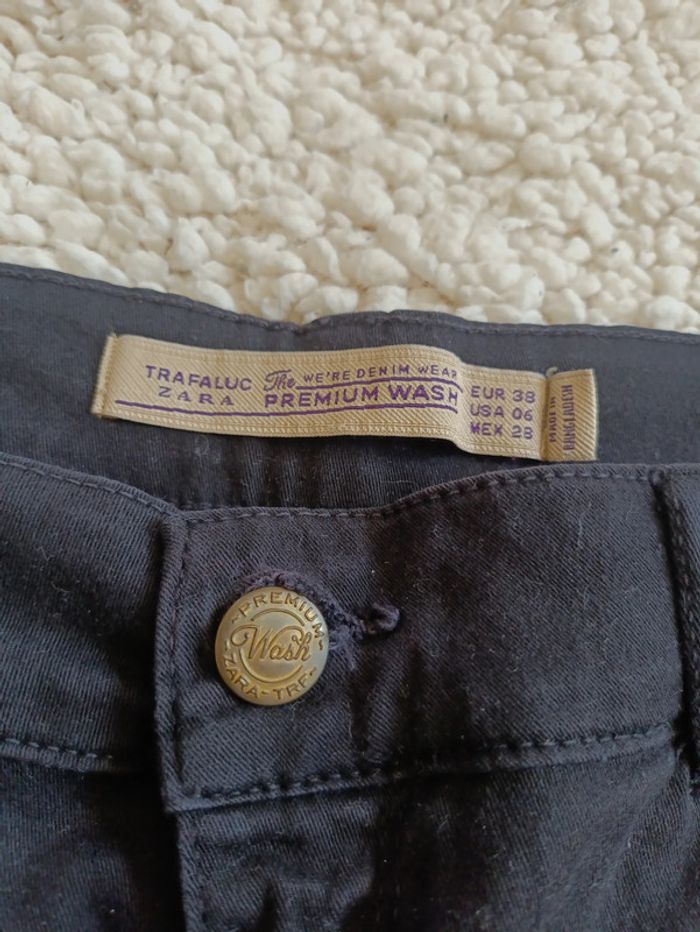 TRAFALUC
ZARA
The WE'RE DENIM WEAR
PREMIUM WASH
EUR 38
USA 06
MEX 28
MADE IN
BANGLADESH
PREMIUM
Wash
ZARA-TRF